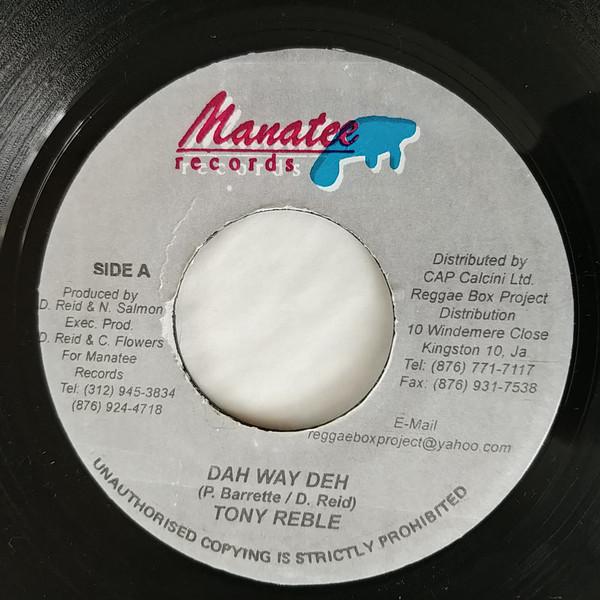 Manatee
records
SIDE A
Produced by
D. Reid & N. Salmon
Exec. Prod.
D. Reid & C. Flowers
For Manatee
Records
Tel: (312) 945-3834
(876) 924-4718
Distributed by
CAP Calcini Ltd.
Reggae Box Project
Distribution
10 Windemere Close
Kingston 10, Ja
Tel: (876) 771-7117
Fax: (876) 931-7538
E-Mail
reggaeboxproject@yahoo.com
DAH WAY DEH
(P. Barrette / D. Reid)
TONY REBLE
UNAUTHORISED COPYING IS STRICTLY PROHIBITED